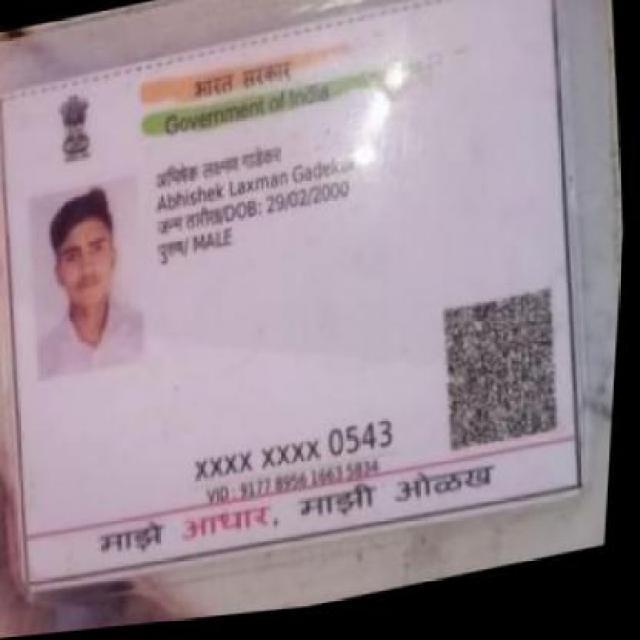 भारत सरकार
Government of India
अभिषेक लक्ष्मण गाडेकर
Abhishek Laxman Gadekar
जन्म तारीख/DOB: 29/02/2000
पुरुष/ MALE
XXXX XXXX 0543
VID : 9177 8956 1663 5834
माझे आधार, माझी ओळख